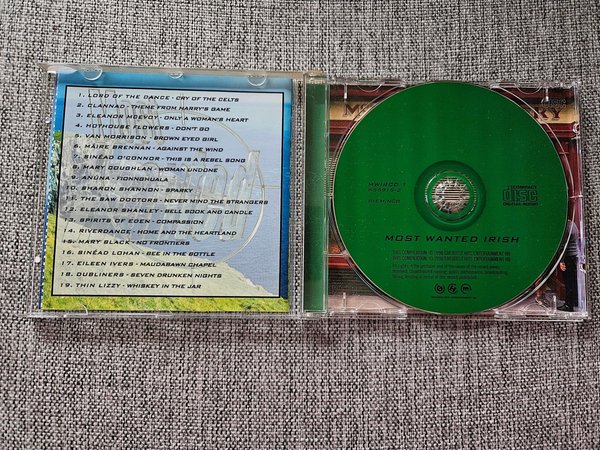 1. LORD OF THE DANCE - CRY OF THE CELTS
2. CLANNAD - THEME FROM HARRY'S GAME
3. ELEANOR MCEVOY - ONLY A WOMAN'S HEART
4. HOTHOUSE FLOWERS - DON'T GO
5. VAN MORRISON - BROWN EYED GIRL
6. MÁIRE BRENNAN - AGAINST THE WIND
7. SINÉAD O'CONNOR - THIS IS A REBEL SONG
8. MARY COUGHLAN - WOMAN UNDONE
9. ANÚNA - FIONNGHUALA
10. SHARON SHANNON - SPARKY
11. THE SAW DOCTORS - NEVER MIND THE STRANGERS
12. ELEANOR SHANLEY - BELL BOOK AND CANDLE
13. SPIRITS OF EDEN - COMPASSION
14. RIVERDANCE - HOME AND THE HEARTLAND
15. MARY BLACK - NO FRONTIERS
16. SINÉAD LOHAN - BEE IN THE BOTTLE
17. EILEEN IVERS - MALDABAWN CHAPEL
18. DUBLINERS - SEVEN DRUNKEN NIGHTS
19. THIN LIZZY - WHISKEY IN THE JAR
COMPACT
disc
DIGITAL AUDIO
MOST WANTED IRISH